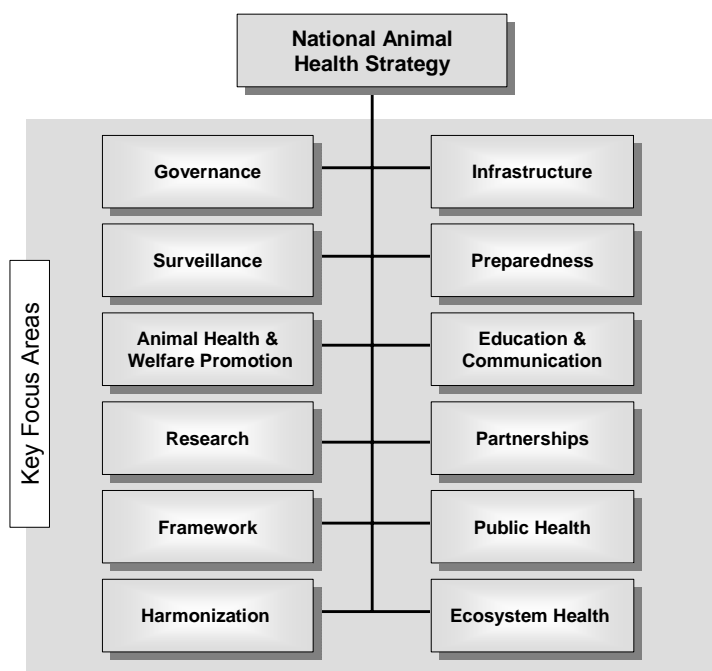 National Animal
Health Strategy
Key Focus Areas
Governance
Infrastructure
Surveillance
Preparedness
Animal Health &
Welfare Promotion
Education &
Communication
Research
Partnerships
Framework
Public Health
Harmonization
Ecosystem Health